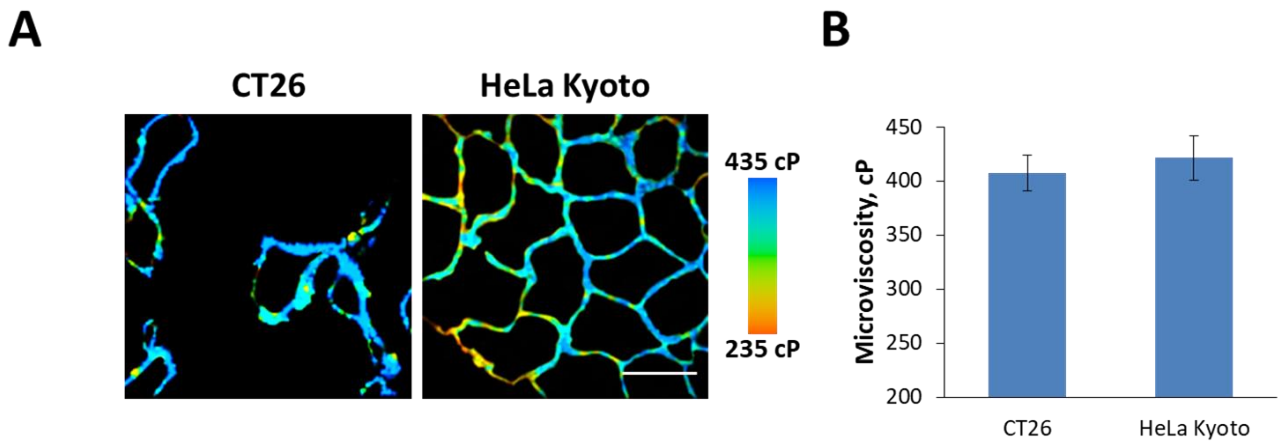 A
B
CT26
HeLa Kyoto
435 cP
235 cP
Microviscosity, cP
450
400
350
300
250
200
CT26
HeLa Kyoto